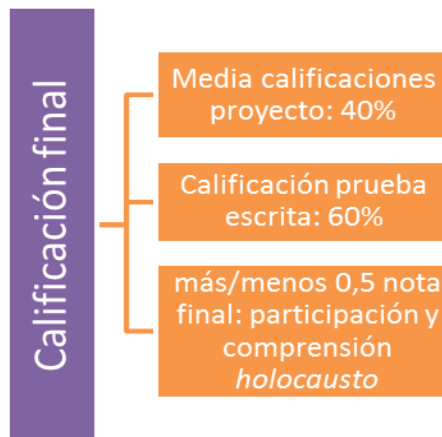 Calificación final
Media calificaciones
proyecto: 40%
Calificación prueba
escrita: 60%
más/menos 0,5 nota
final: participación y
comprensión
holocausto